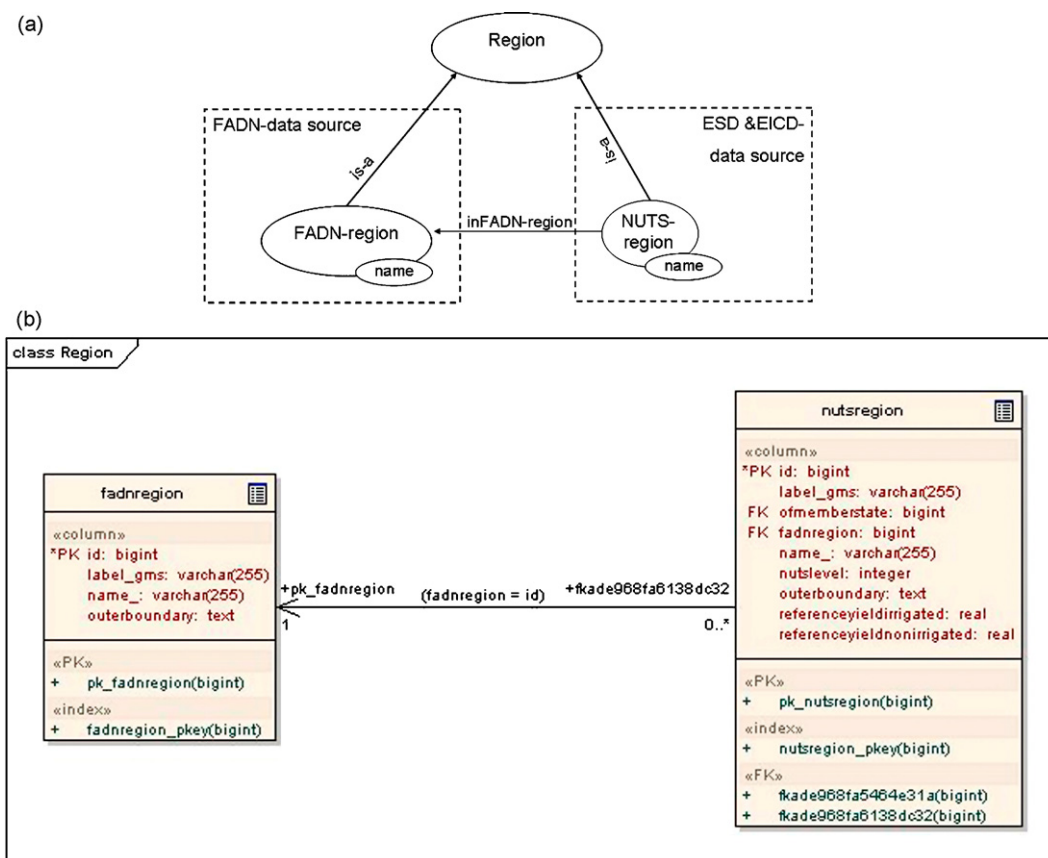 (a)
Region
FADN-data source
ESD &EICD-
data source
is-a
is-a
inFADN-region
FADN-region
name
NUTS-
region
name
(b)
class Region
nutsregion
«column»
*PK id: bigint
label_gms: varchar(255)
FK ofmemberstate: bigint
FK fadnregion: bigint
name_: varchar(255)
nutslevel: integer
outerboundary: text
referenceyieldirrigated: real
referenceyieldnonirrigated: real
«PK»
+ pk_nutsregion(bigint)
«index»
+ nutsregion_pkey(bigint)
«FK»
+ fkade968fa5464e31a(bigint)
+ fkade968fa6138dc32(bigint)
fadnregion
«column»
*PK id: bigint
label_gms: varchar(255)
name_: varchar(255)
outerboundary: text
«PK»
+ pk_fadnregion(bigint)
«index»
+ fadnregion_pkey(bigint)
+pk_fadnregion
(fadnregion = id)
+fkade968fa6138dc32
1
0..*